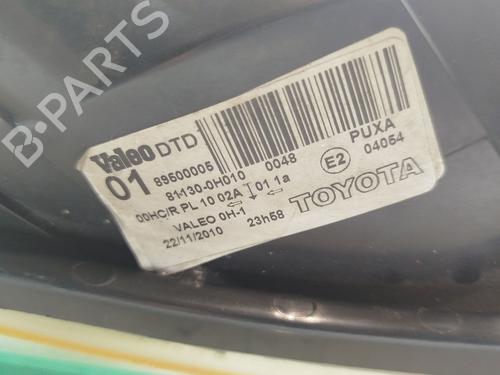 Valeo DTD
01 89500005
81130-0H010 0048 PUXA
00HC/R PL 10 02A 01 1a E2 04054
VALEO 0H-1 TOYOTA
22/11/2010 23h58
B-PARTS